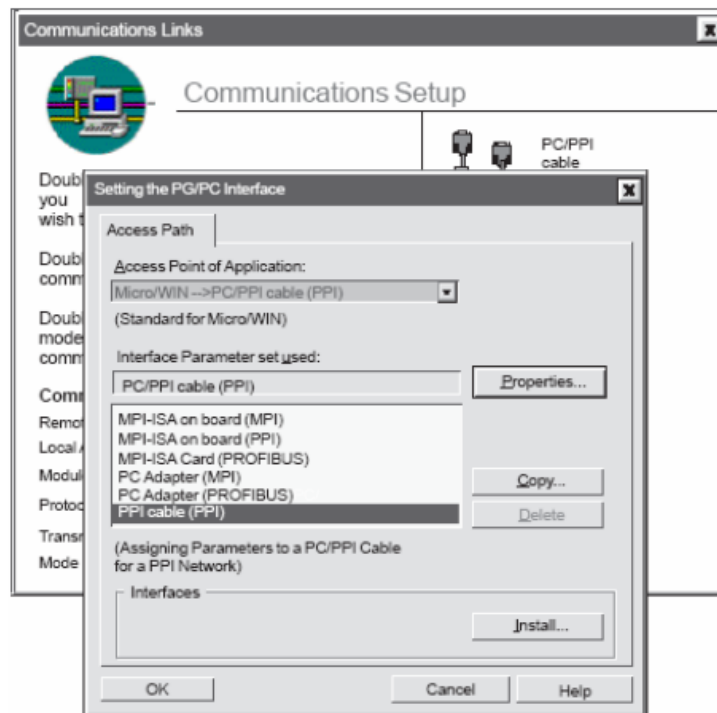 Communications Links
Communications Setup
PC/PPI
cable
Doubl
you
wish t
Doubl
comm
Doubl
mode
comm
Comm
Remot
Local A
Modul
Protoc
Transm
Mode
Setting the PG/PC Interface
Access Path
Access Point of Application:
Micro/WIN -->PC/PPI cable (PPI)
(Standard for Micro/WIN)
Interface Parameter set used:
PC/PPI cable (PPI)
Properties...
MPI-ISA on board (MPI)
MPI-ISA on board (PPI)
MPI-ISA Card (PROFIBUS)
PC Adapter (MPI)
PC Adapter (PROFIBUS)
PPI cable (PPI)
Copy...
Delete
(Assigning Parameters to a PC/PPI Cable
for a PPI Network)
Interfaces
Install...
OK
Cancel
Help